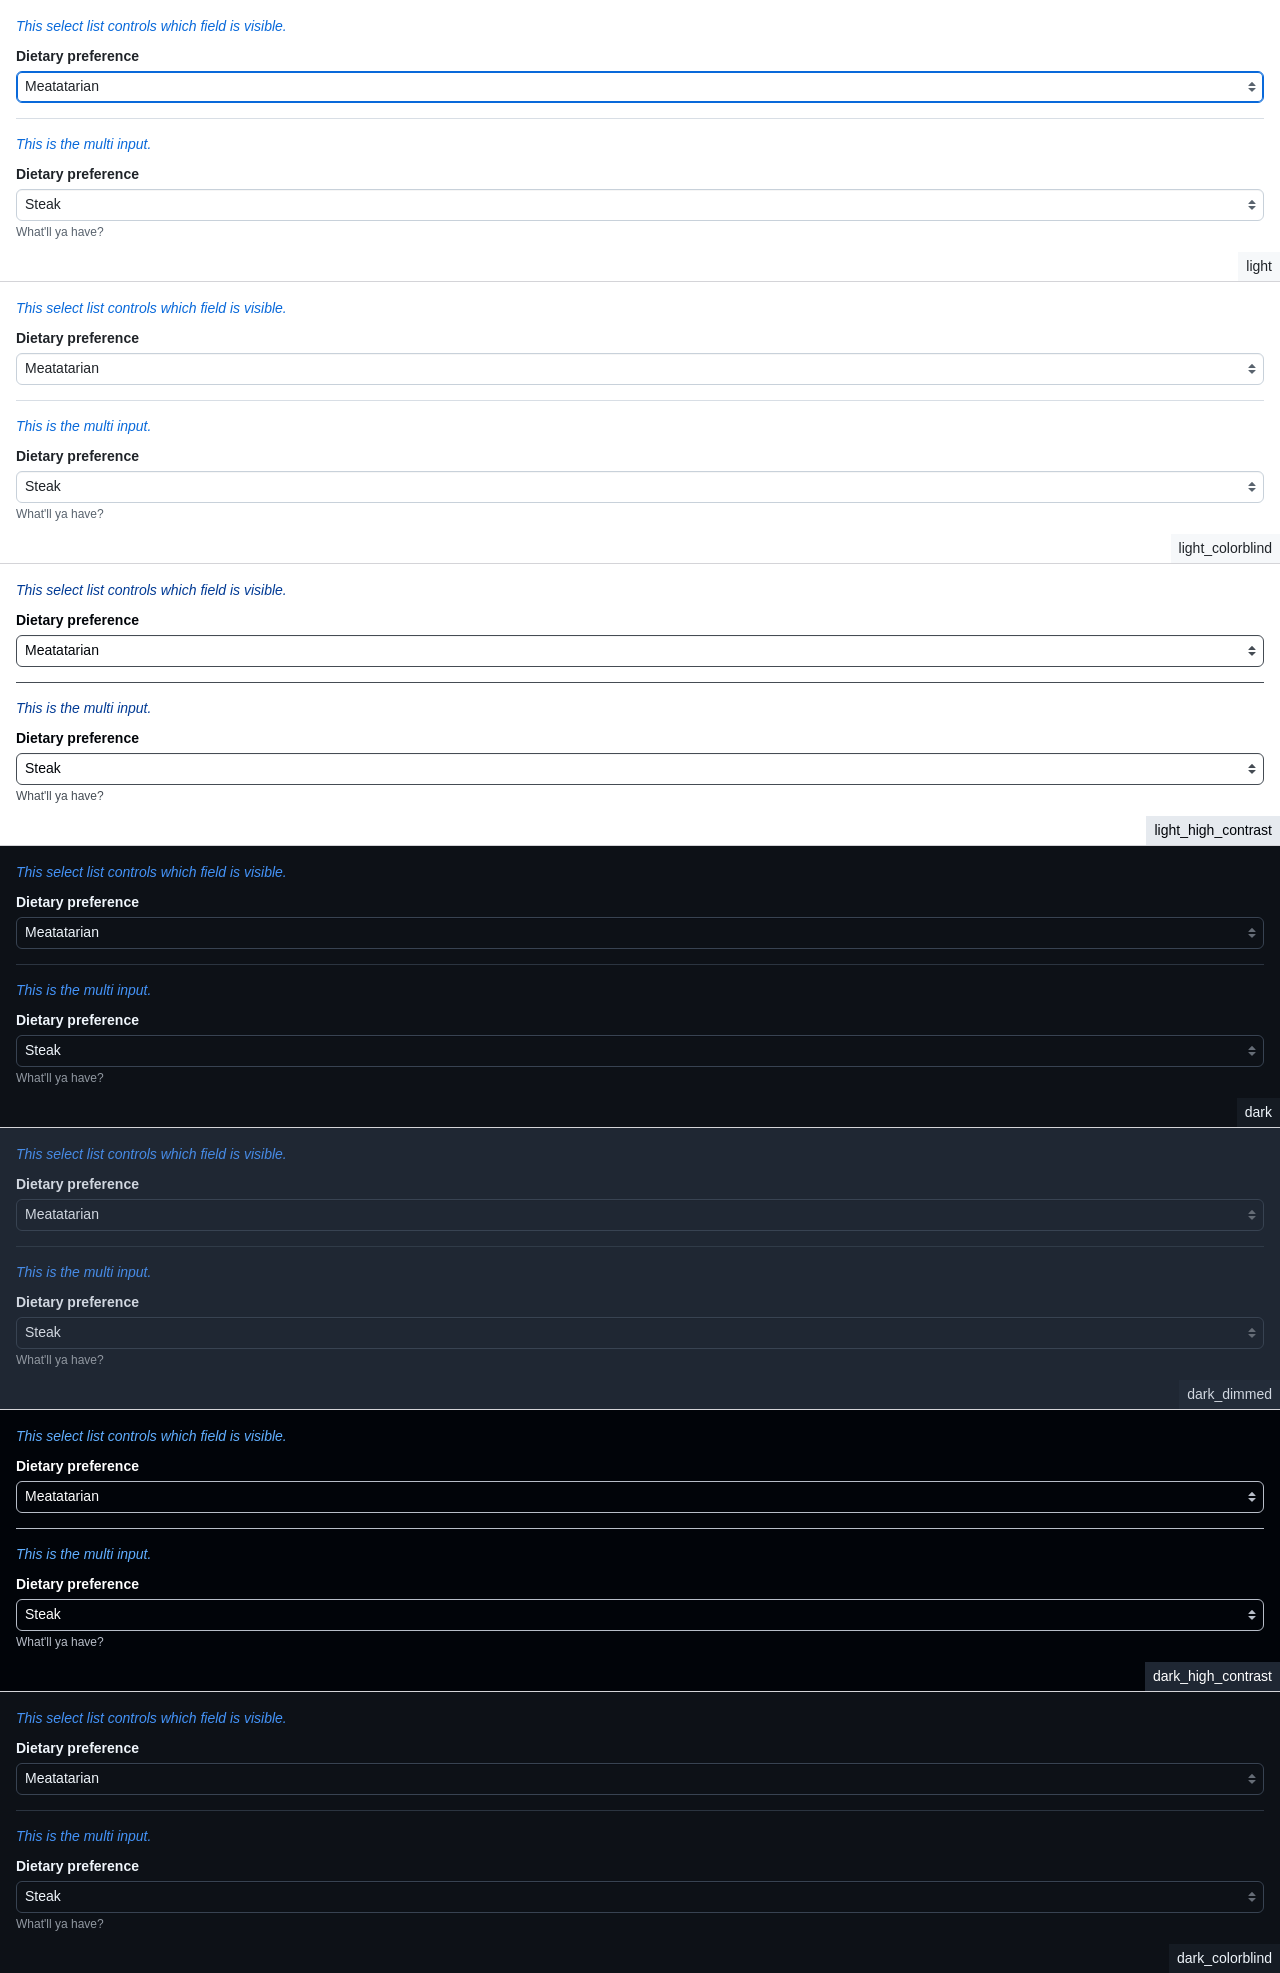 This select list controls which field is visible.
Dietary preference
Meatatarian
This is the multi input.
Dietary preference
Steak
What'll ya have?
light
This select list controls which field is visible.
Dietary preference
Meatatarian
This is the multi input.
Dietary preference
Steak
What'll ya have?
light_colorblind
This select list controls which field is visible.
Dietary preference
Meatatarian
This is the multi input.
Dietary preference
Steak
What'll ya have?
light_high_contrast
This select list controls which field is visible.
Dietary preference
Meatatarian
This is the multi input.
Dietary preference
Steak
What'll ya have?
dark
This select list controls which field is visible.
Dietary preference
Meatatarian
This is the multi input.
Dietary preference
Steak
What'll ya have?
dark_dimmed
This select list controls which field is visible.
Dietary preference
Meatatarian
This is the multi input.
Dietary preference
Steak
What'll ya have?
dark_high_contrast
This select list controls which field is visible.
Dietary preference
Meatatarian
This is the multi input.
Dietary preference
Steak
What'll ya have?
dark_colorblind